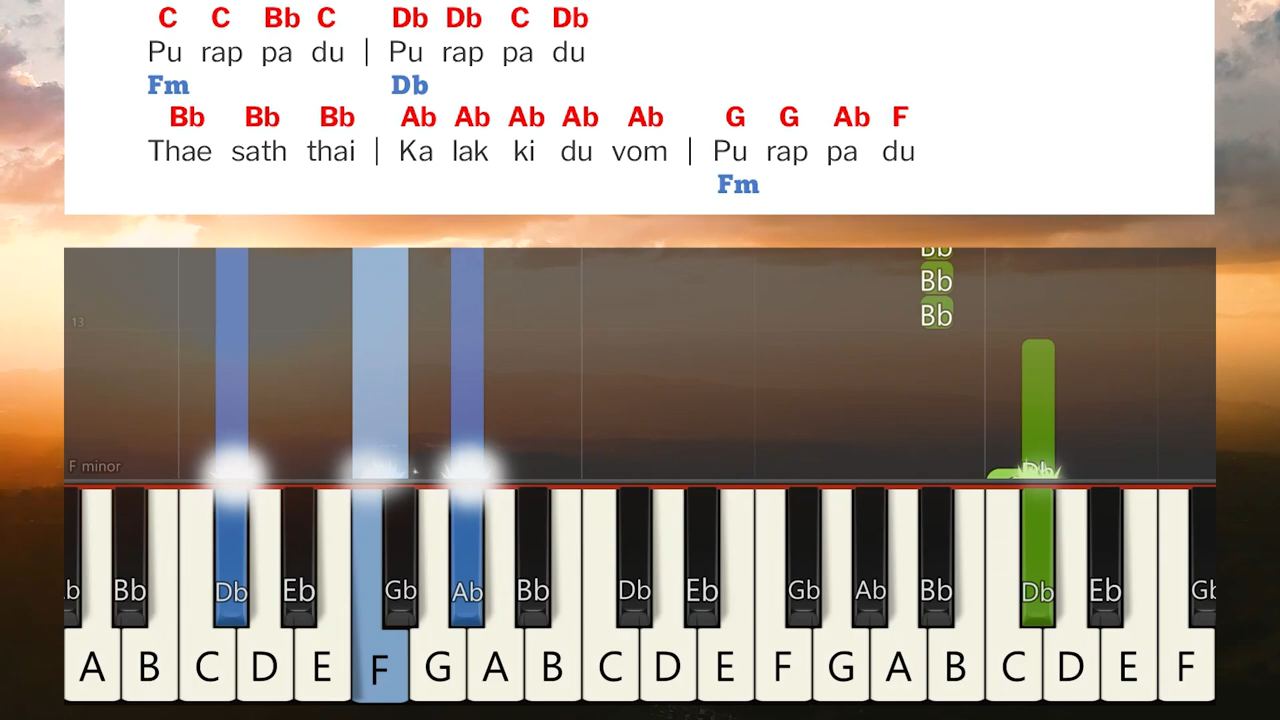 C C Bb C Db Db C Db
Pu rap pa du | Pu rap pa du
Fm Db
Bb Bb Bb Ab Ab Ab Ab Ab G G Ab F
Thae sath thai | Ka lak ki du vom | Pu rap pa du
Fm
Bb
Bb
Bb
13
F minor
Db
Bb Db Eb Gb Ab Bb Db Eb Gb Ab Bb Db Eb
A B C D E F G A B C D E F G A B C D E F